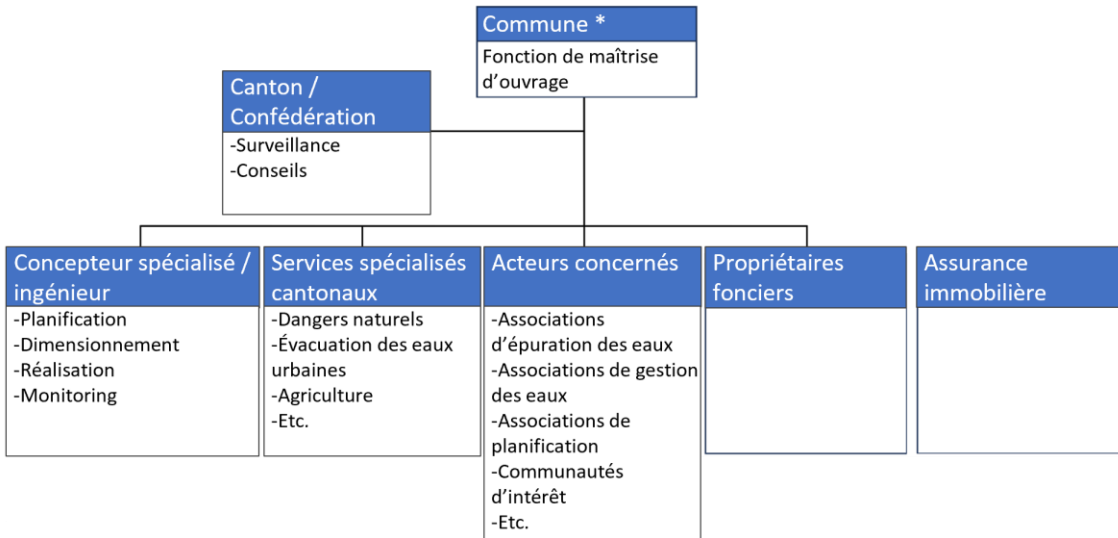 Commune *
Fonction de maîtrise
d’ouvrage
Canton /
Confédération
-Surveillance
-Conseils
Concepteur spécialisé /
ingénieur
-Planification
-Dimensionnement
-Réalisation
-Monitoring
Services spécialisés
cantonaux
-Dangers naturels
-Évacuation des eaux
urbaines
-Agriculture
-Etc.
Acteurs concernés
-Associations
d’épuration des eaux
-Associations de gestion
des eaux
-Associations de
planification
-Communautés
d’intérêt
-Etc.
Propriétaires
fonciers
Assurance
immobilière